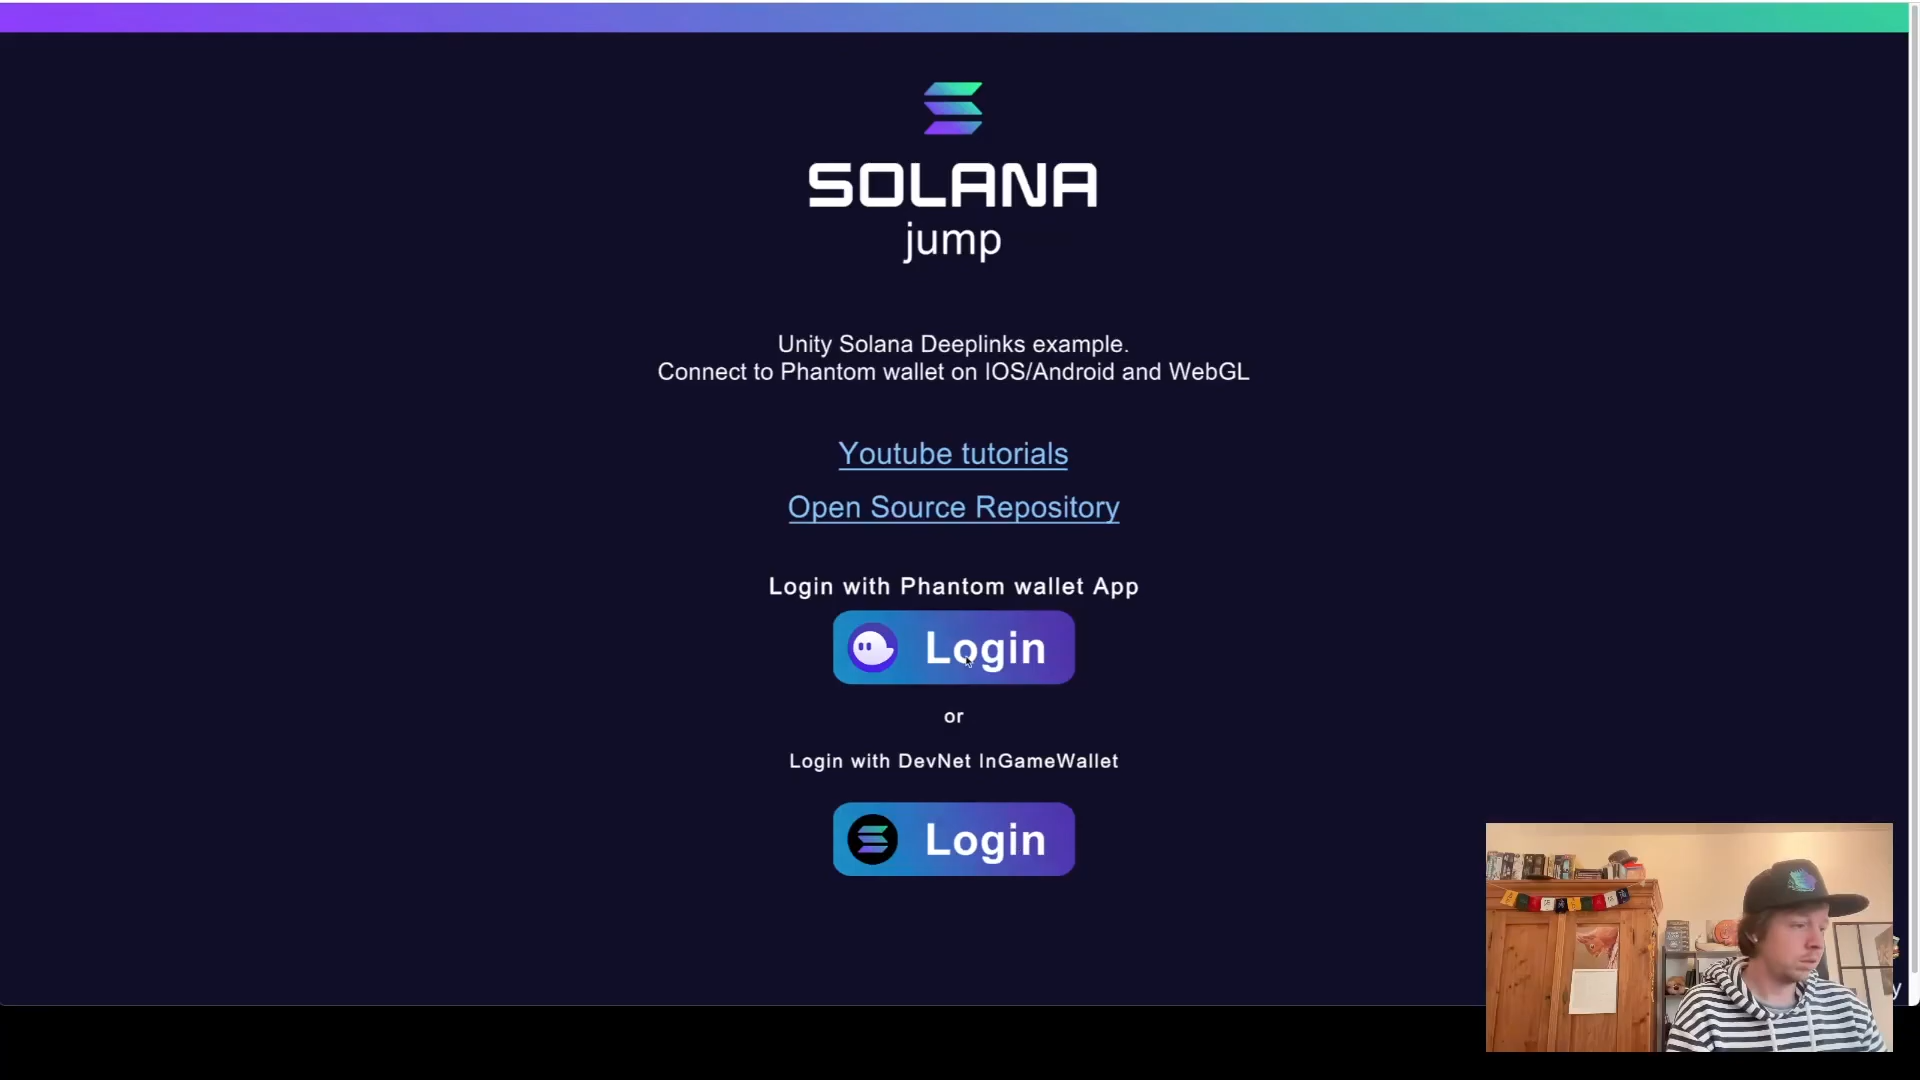 SOLANA
jump
Unity Solana Deeplinks example.
Connect to Phantom wallet on IOS/Android and WebGL
Youtube tutorials
Open Source Repository
Login with Phantom wallet App
Login
or
Login with DevNet InGameWallet
Login